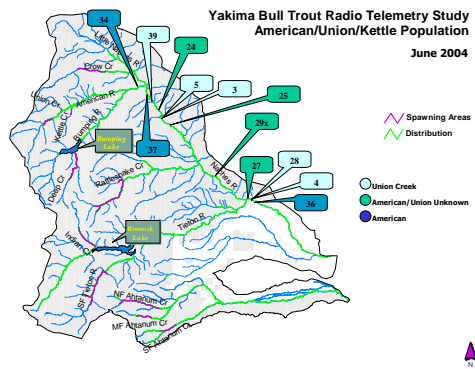 Yakima Bull Trout Radio Telemetry Study
American/Union/Kettle Population
June 2004
34
39
24
5
3
25
37
29x
27
28
4
36
Little Naches R
Crow Cr
Union Cr
American R
Kettle Cr
Bumping R
Bumping
Lake
Deep Cr
Rattlesnake Cr
Naches R
Tieton R
Rimrock
Lake
Indian Cr
SF Tieton R
NF Ahtanum Cr
MF Ahtanum Cr
SF Ahtanum Cr
Spawning Areas
Distribution
Union Creek
American/Union Unknown
American
N